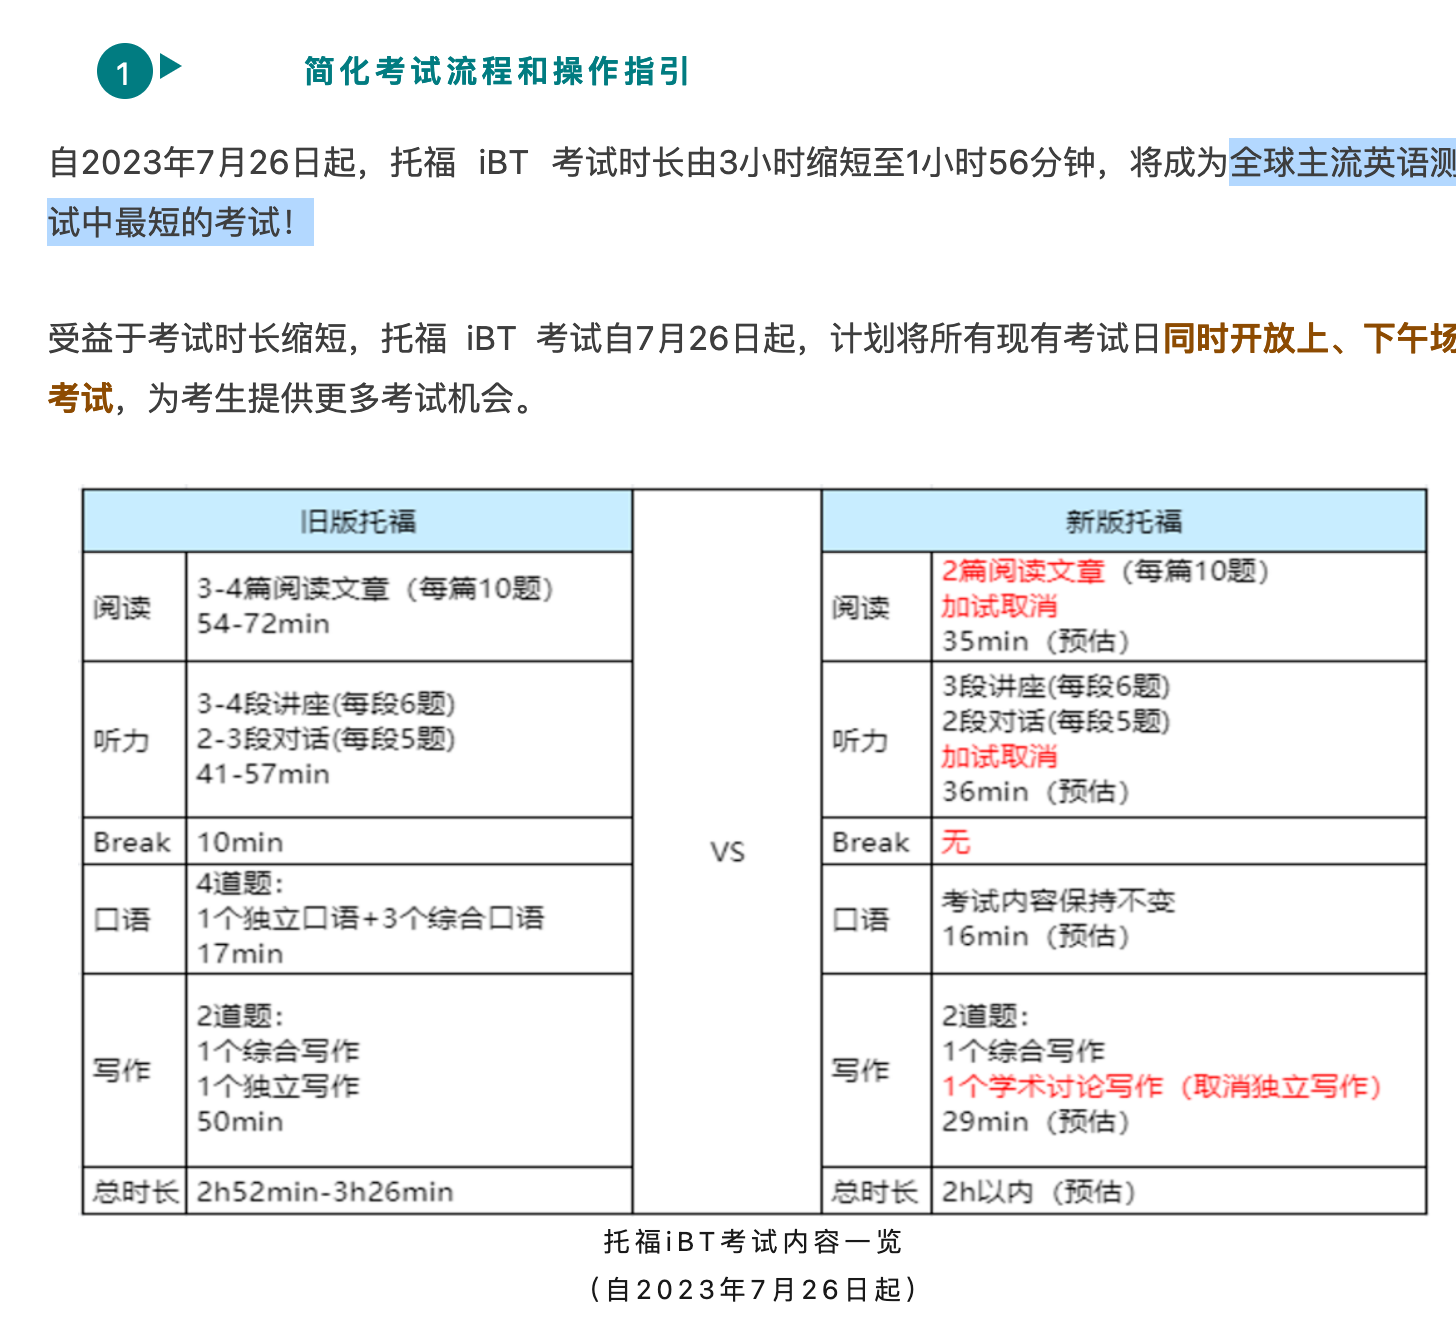 1
简化考试流程和操作指引
自2023年7月26日起，托福 iBT 考试时长由3小时缩短至1小时56分钟，将成为全球主流英语测
试中最短的考试！
受益于考试时长缩短，托福 iBT 考试自7月26日起，计划将所有现有考试日同时开放上、下午场
考试，为考生提供更多考试机会。
旧版托福
阅读
3-4篇阅读文章（每篇10题）
54-72min
听力
3-4段讲座(每段6题)
2-3段对话(每段5题)
41-57min
Break
10min
口语
4道题：
1个独立口语+3个综合口语
17min
写作
2道题：
1个综合写作
1个独立写作
50min
总时长
2h52min-3h26min
VS
新版托福
阅读
2篇阅读文章（每篇10题）
加试取消
35min（预估）
听力
3段讲座(每段6题)
2段对话(每段5题)
加试取消
36min（预估）
Break
无
口语
考试内容保持不变
16min（预估）
写作
2道题：
1个综合写作
1个学术讨论写作（取消独立写作）
29min（预估）
总时长
2h以内（预估）
托福iBT考试内容一览
（自2023年7月26日起）